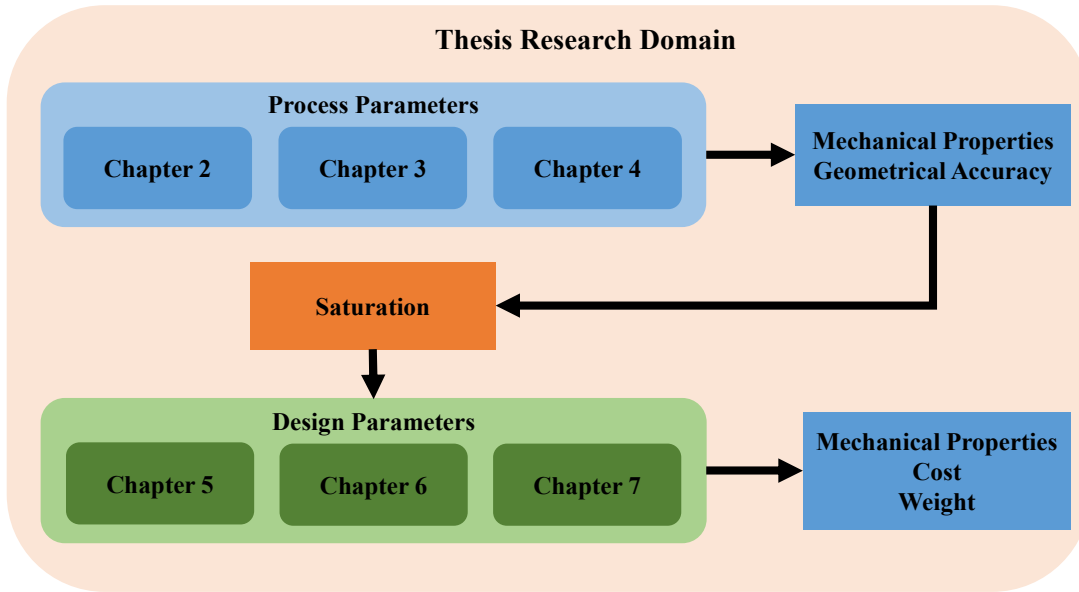 Thesis Research Domain
Process Parameters
Chapter 2
Chapter 3
Chapter 4
Mechanical Properties
Geometrical Accuracy
Saturation
Design Parameters
Chapter 5
Chapter 6
Chapter 7
Mechanical Properties
Cost
Weight